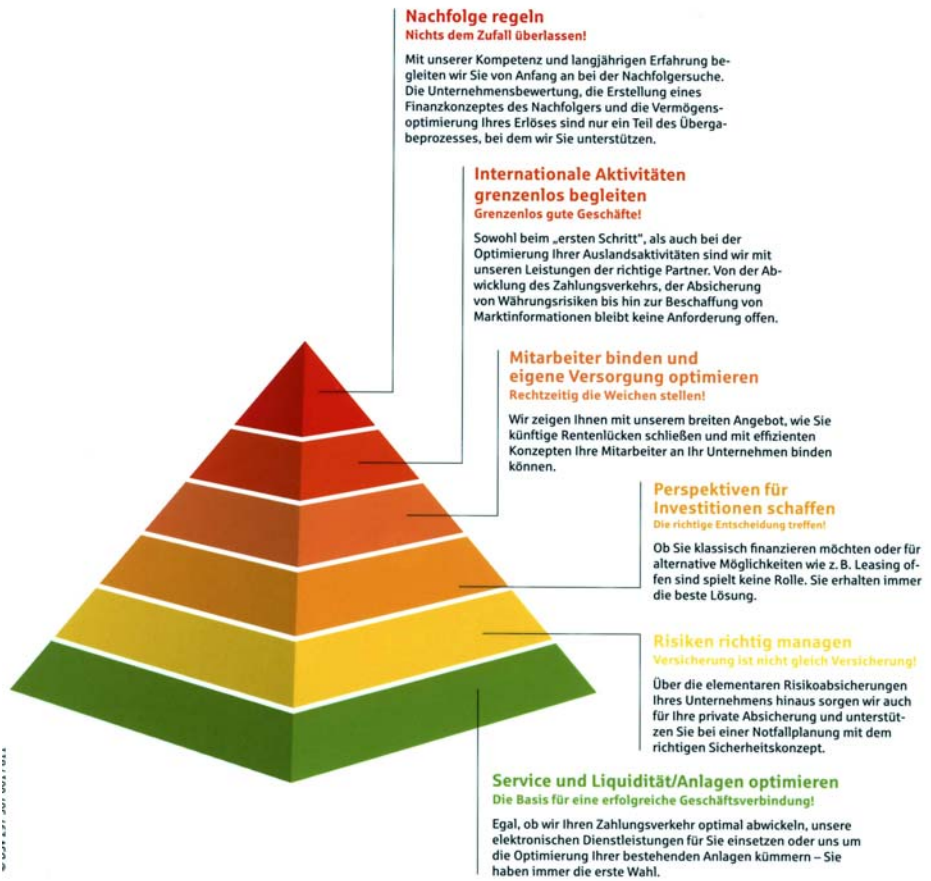 Nachfolge regeln
Nichts dem Zufall überlassen!
Mit unserer Kompetenz und langjährigen Erfahrung be-
gleiten wir Sie von Anfang an bei der Nachfolgersuche.
Die Unternehmensbewertung, die Erstellung eines
Finanzkonzeptes des Nachfolgers und die Vermögens-
optimierung Ihres Erlöses sind nur ein Teil des Überga-
beprozesses, bei dem wir Sie unterstützen.
Internationale Aktivitäten
grenzenlos begleiten
Grenzenlos gute Geschäfte!
Sowohl beim „ersten Schritt", als auch bei der
Optimierung Ihrer Auslandsaktivitäten sind wir mit
unseren Leistungen der richtige Partner. Von der Ab-
wicklung des Zahlungsverkehrs, der Absicherung
von Währungsrisiken bis hin zur Beschaffung von
Marktinformationen bleibt keine Anforderung offen.
Mitarbeiter binden und
eigene Versorgung optimieren
Rechtzeitig die Weichen stellen!
Wir zeigen Ihnen mit unserem breiten Angebot, wie Sie
künftige Rentenlücken schließen und mit effizienten
Konzepten Ihre Mitarbeiter an Ihr Unternehmen binden
können.
Perspektiven für
Investitionen schaffen
Die richtige Entscheidung treffen!
Ob Sie klassisch finanzieren möchten oder für
alternative Möglichkeiten wie z. B. Leasing of-
fen sind spielt keine Rolle. Sie erhalten immer
die beste Lösung.
Risiken richtig managen
Versicherung ist nicht gleich Versicherung!
Über die elementaren Risikoabsicherungen
Ihres Unternehmens hinaus sorgen wir auch
für Ihre private Absicherung und unterstüt-
zen Sie bei einer Notfallplanung mit dem
richtigen Sicherheitskonzept.
Service und Liquidität/Anlagen optimieren
Die Basis für eine erfolgreiche Geschäftsverbindung!
Egal, ob wir Ihren Zahlungsverkehr optimal abwickeln, unsere
elektronischen Dienstleistungen für Sie einsetzen oder uns um
die Optimierung Ihrer bestehenden Anlagen kümmern – Sie
haben immer die erste Wahl.